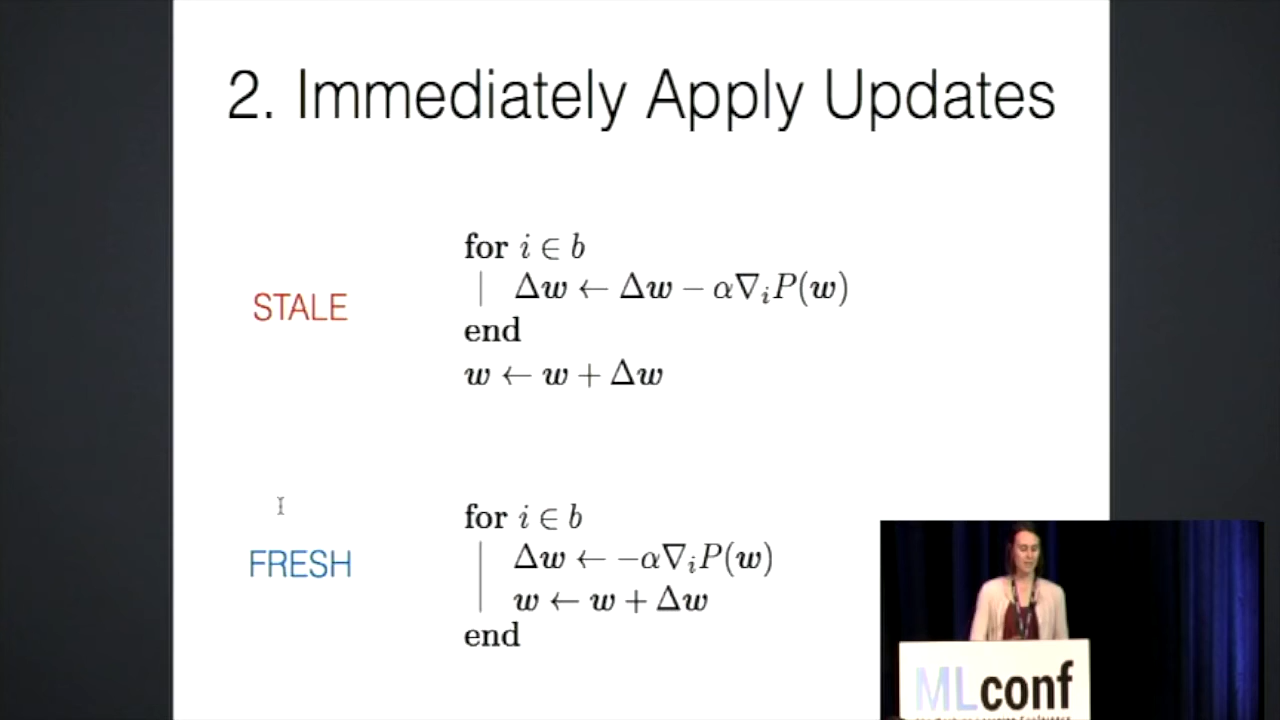 2. Immediately Apply Updates
STALE
for i ∈ b
Δw ← Δw − α∇ᵢP(w)
end
w ← w + Δw
FRESH
for i ∈ b
Δw ← −α∇ᵢP(w)
w ← w + Δw
end
MLconf